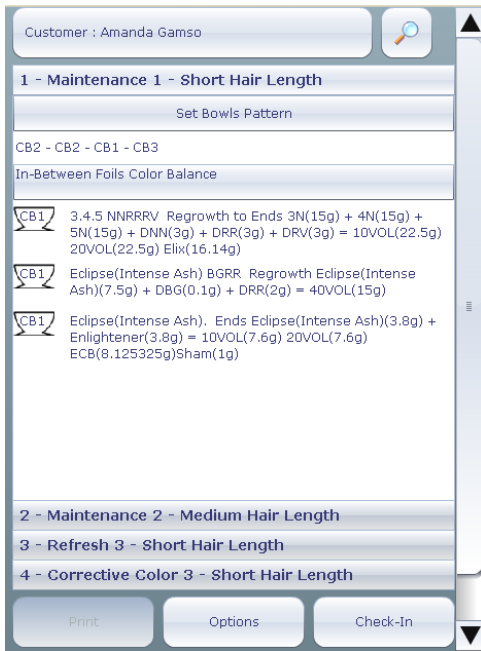 Customer : Amanda Gamso
1 - Maintenance 1 - Short Hair Length
Set Bowls Pattern
CB2 - CB2 - CB1 - CB3
In-Between Foils Color Balance
CB1 3.4.5 NNRRRV Regrowth to Ends 3N(15g) + 4N(15g) +
5N(15g) + DNN(3g) + DRR(3g) + DRV(3g) = 10VOL(22.5g)
20VOL(22.5g) Elix(16.14g)
CB1 Eclipse(Intense Ash) BGRR Regrowth Eclipse(Intense
Ash)(7.5g) + DBG(0.1g) + DRR(2g) = 40VOL(15g)
CB1 Eclipse(Intense Ash). Ends Eclipse(Intense Ash)(3.8g) +
Enlightener(3.8g) = 10VOL(7.6g) 20VOL(7.6g)
ECB(8.125325g)Sham(1g)
2 - Maintenance 2 - Medium Hair Length
3 - Refresh 3 - Short Hair Length
4 - Corrective Color 3 - Short Hair Length
Print Options Check-In